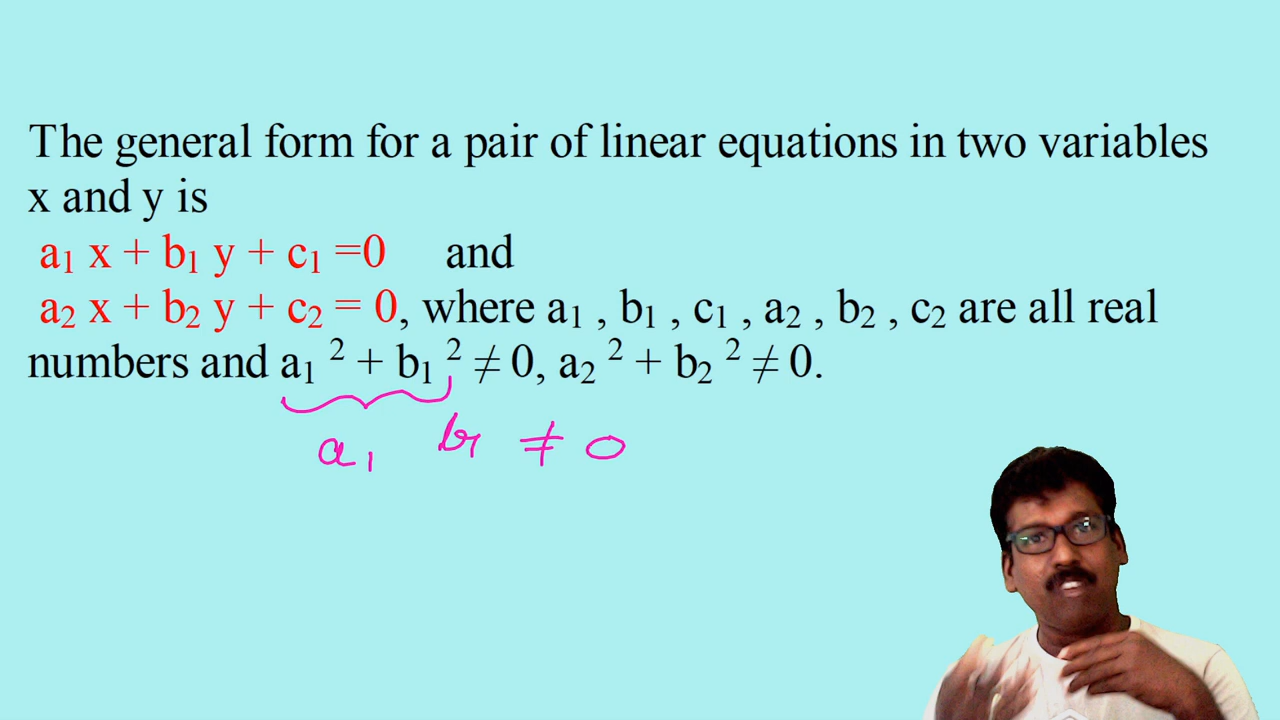 The general form for a pair of linear equations in two variables
x and y is
a₁ x + b₁ y + c₁ =0 and
a₂ x + b₂ y + c₂ = 0, where a₁ , b₁ , c₁ , a₂ , b₂ , c₂ are all real
numbers and a₁ ² + b₁ ² ≠ 0, a₂ ² + b₂ ² ≠ 0.
a₁ b₁ ≠ 0